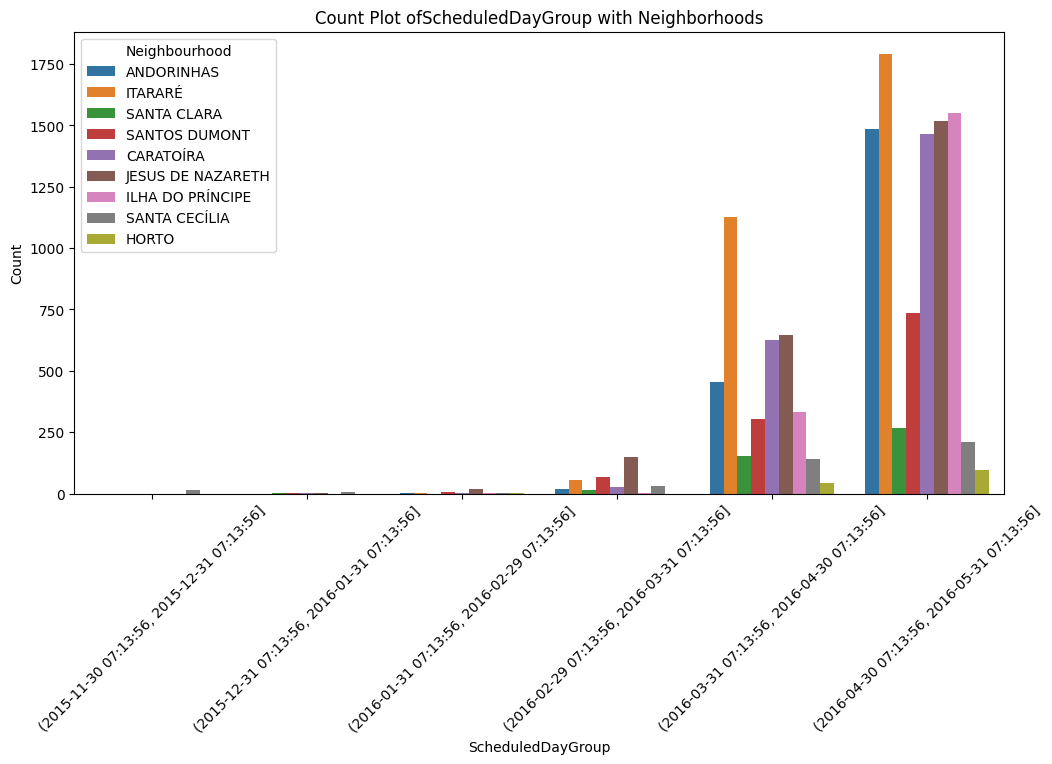 Count Plot ofScheduledDayGroup with Neighborhoods
Neighbourhood
ANDORINHAS
ITARARÉ
SANTA CLARA
SANTOS DUMONT
CARATOÍRA
JESUS DE NAZARETH
ILHA DO PRÍNCIPE
SANTA CECÍLIA
HORTO
Count
1750
1500
1250
1000
750
500
250
0
(2015-11-30 07:13:56, 2015-12-31 07:13:56]
(2015-12-31 07:13:56, 2016-01-31 07:13:56]
(2016-01-31 07:13:56, 2016-02-29 07:13:56]
(2016-02-29 07:13:56, 2016-03-31 07:13:56]
(2016-03-31 07:13:56, 2016-04-30 07:13:56]
(2016-04-30 07:13:56, 2016-05-31 07:13:56]
ScheduledDayGroup